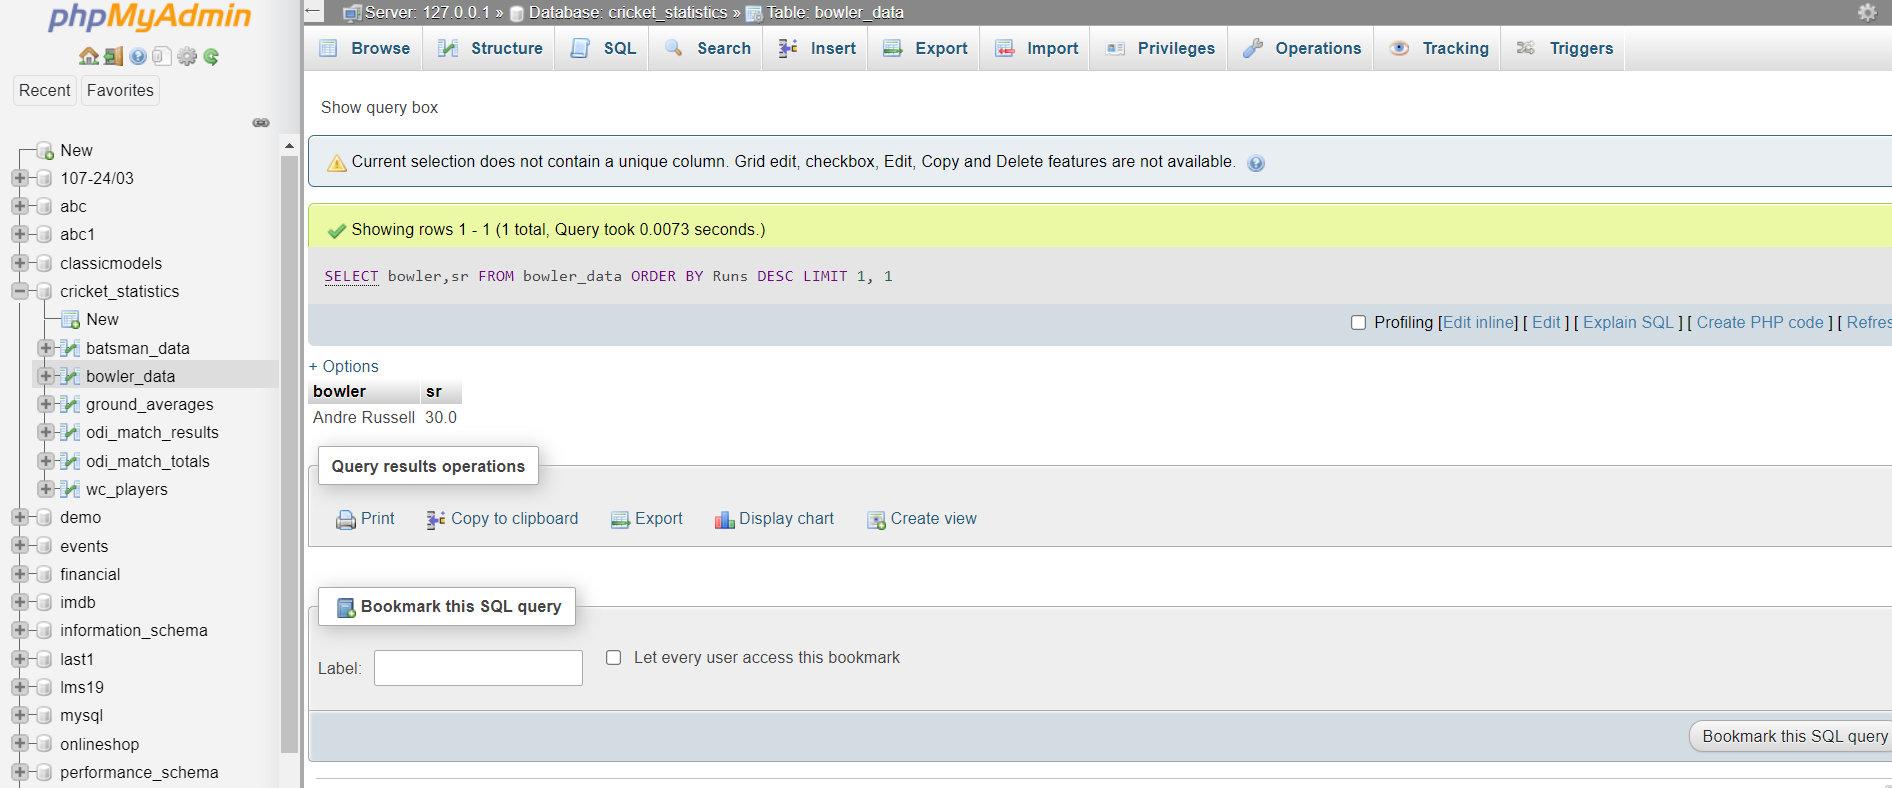 phpMyAdmin
Recent Favorites
New
107-24/03
abc
abc1
classicmodels
cricket_statistics
New
batsman_data
bowler_data
ground_averages
odi_match_results
odi_match_totals
wc_players
demo
events
financial
imdb
information_schema
last1
lms19
mysql
onlineshop
performance_schema
Server: 127.0.0.1 » Database: cricket_statistics » Table: bowler_data
Browse Structure SQL Search Insert Export Import Privileges Operations Tracking Triggers
Show query box
Current selection does not contain a unique column. Grid edit, checkbox, Edit, Copy and Delete features are not available.
Showing rows 1 - 1 (1 total, Query took 0.0073 seconds.)
SELECT bowler,sr FROM bowler_data ORDER BY Runs DESC LIMIT 1, 1
Profiling [Edit inline] [ Edit ] [ Explain SQL ] [ Create PHP code ] [ Refres
+ Options
bowler sr
Andre Russell 30.0
Query results operations
Print Copy to clipboard Export Display chart Create view
Bookmark this SQL query
Label: Let every user access this bookmark
Bookmark this SQL query